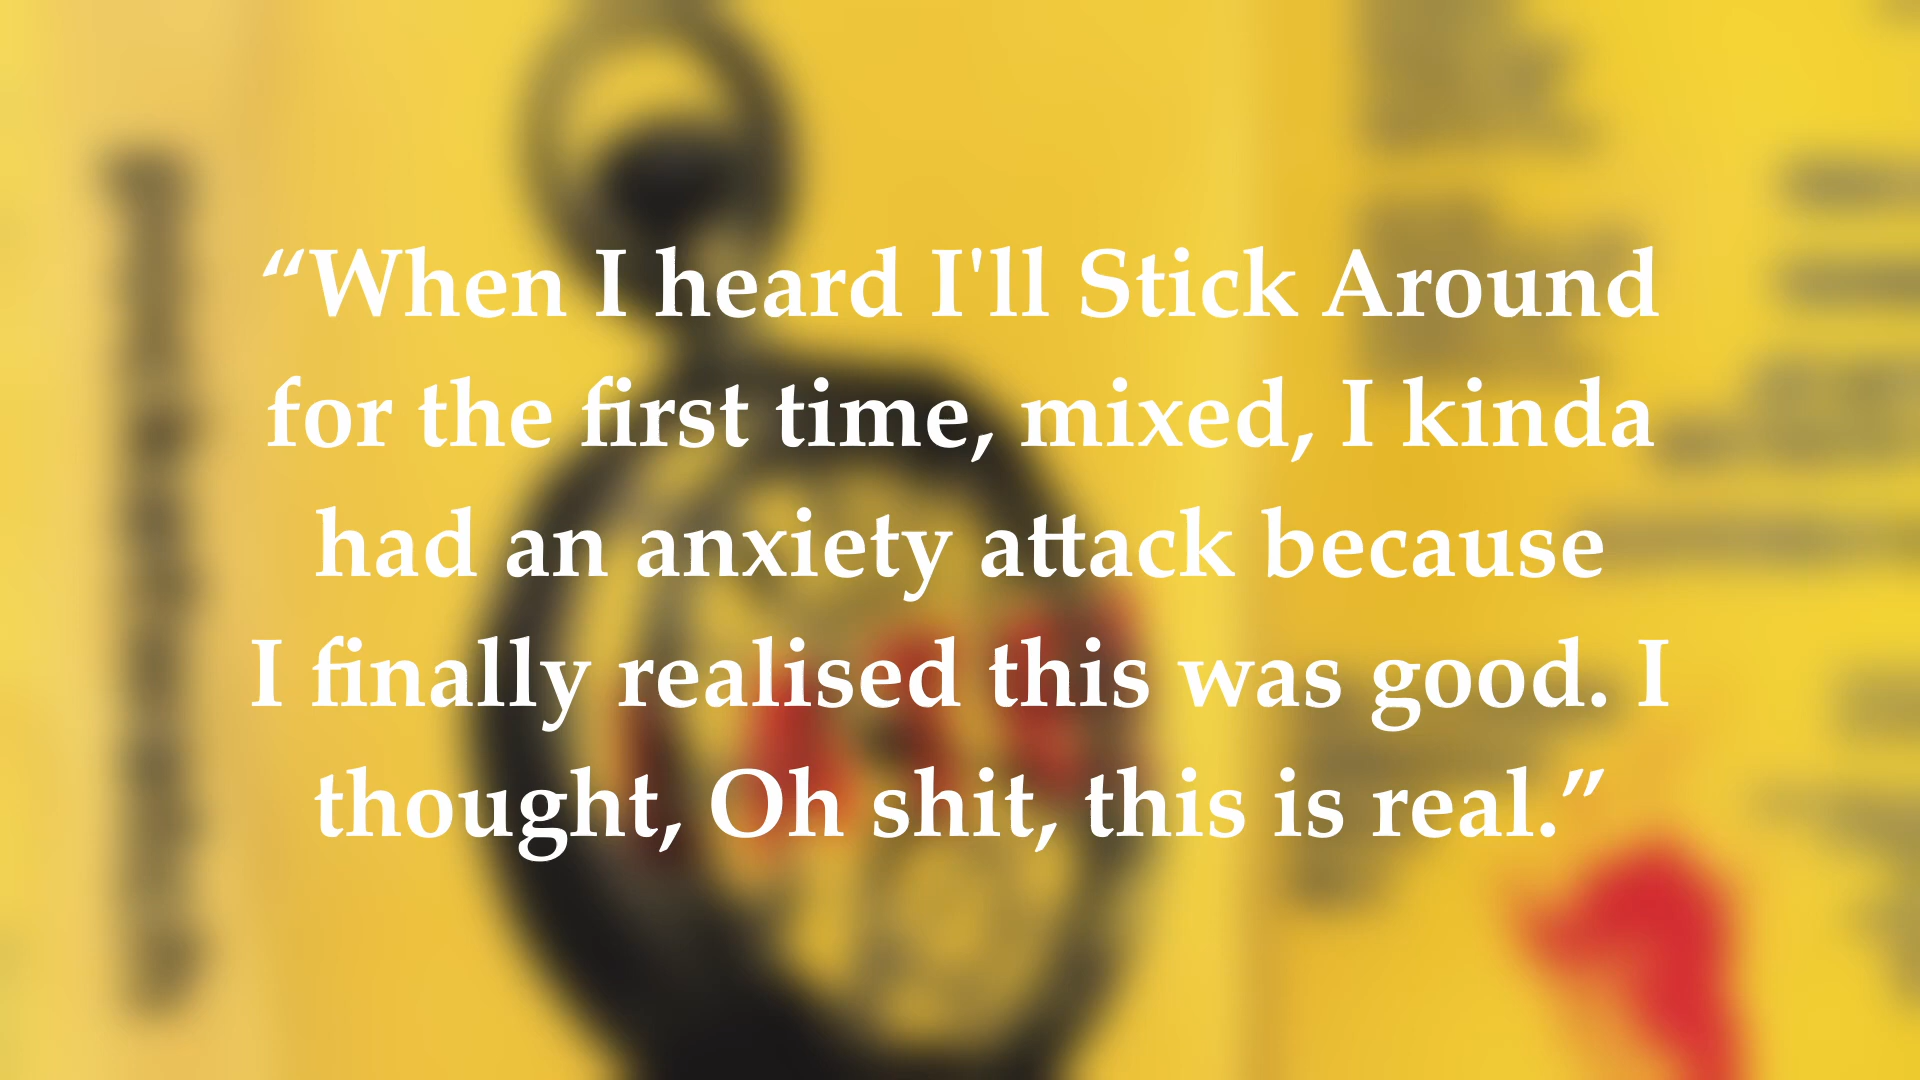 “When I heard I'll Stick Around
for the first time, mixed, I kinda
had an anxiety attack because
I finally realised this was good. I
thought, Oh shit, this is real.”